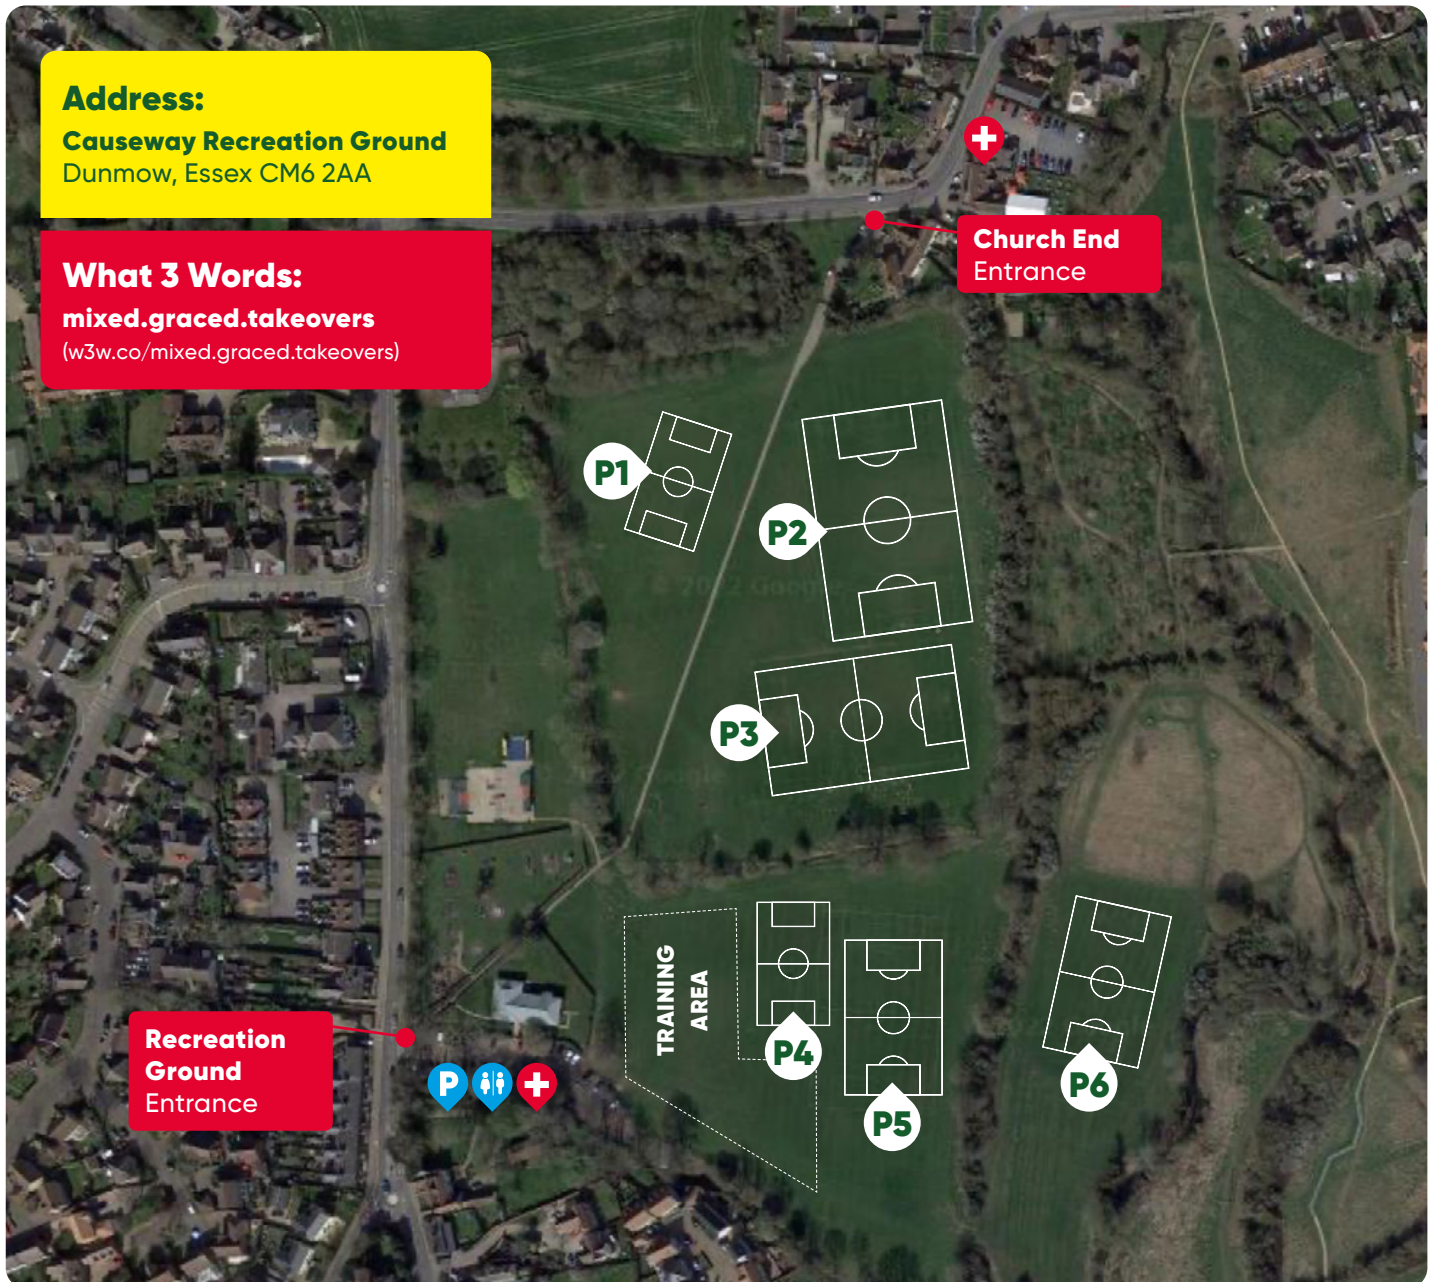 Address:
Causeway Recreation Ground
Dunmow, Essex CM6 2AA
What 3 Words:
mixed.graced.takeovers
(w3w.co/mixed.graced.takeovers)
Church End
Entrance
P1
P2
P3
TRAINING
AREA
P4
P5
P6
Recreation
Ground
Entrance
P